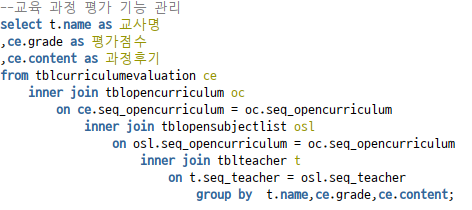 --교육 과정 평가 기능 관리
select t.name as 교사명
,ce.grade as 평가점수
,ce.content as 과정후기
from tblcurriculumevaluation ce
inner join tblopencurriculum oc
on ce.seq_opencurriculum = oc.seq_opencurriculum
inner join tblopensubjectlist osl
on osl.seq_opencurriculum = oc.seq_opencurriculum
inner join tblteacher t
on t.seq_teacher = osl.seq_teacher
group by  t.name,ce.grade,ce.content;